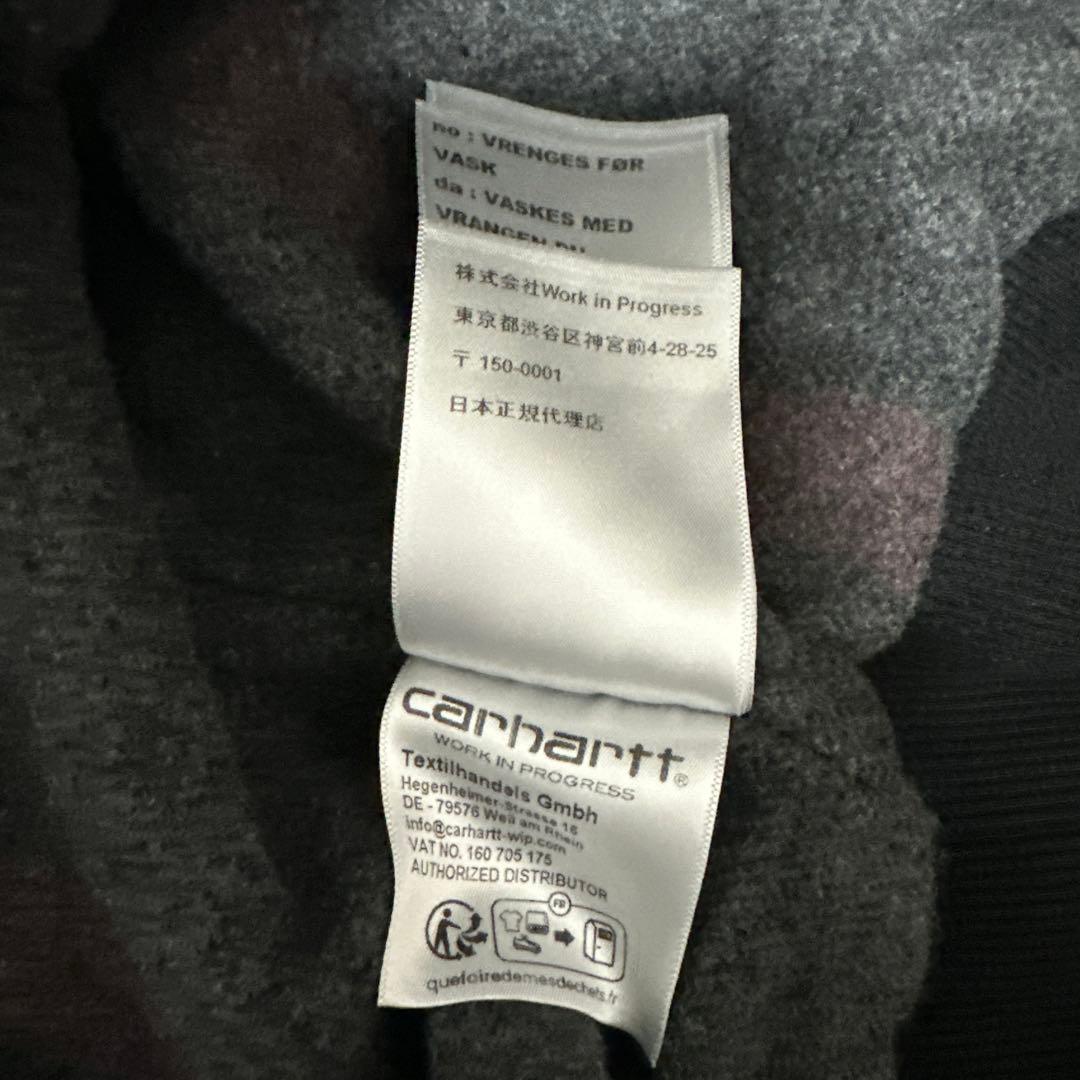 no : VRENGES FØR
VASK
da : VASKES MED
VRANGEN
株式会社Work in Progress
東京都渋谷区神宮前4-28-25
〒 150-0001
日本正規代理店
carhartt®
WORK IN PROGRESS
Textilhandels Gmbh
Hegenheimer-Strasse 16
DE - 79576 Weil am Rhein
info@carhartt-wip.com
VAT NO. 160 705 175
AUTHORIZED DISTRIBUTOR
FR
quefairedemesdechets.fr